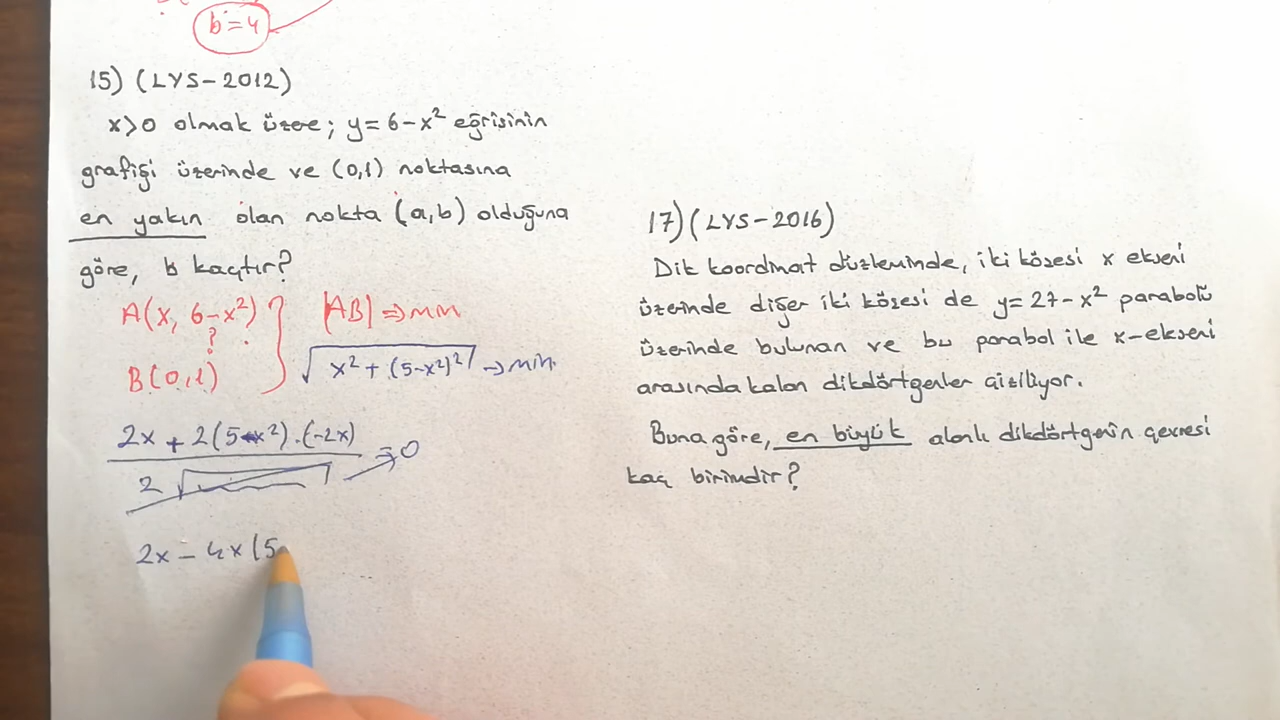 b=4
15) (LYS-2012)
x>0 olmak üzere; y=6-x² eğrisinin
grafiği üzerinde ve (0,1) noktasına
en yakın olan nokta (a,b) olduğuna
göre, b kaçtır?
A(x, 6-x²) |AB| => min
?
B(0,1) √x²+(5-x²)² → min.
2x + 2(5-x²).(-2x)
2√ =0
2x - 4x(5
17) (LYS-2016)
Dik koordinat düzleminde, iki köşesi x ekseni
üzerinde diğer iki köşesi de y=27-x² parabolü
üzerinde bulunan ve bu parabol ile x-ekseni
arasında kalan dikdörtgenler çiziliyor.
Buna göre, en büyük alanlı dikdörtgenin çevresi
kaç birimdir?